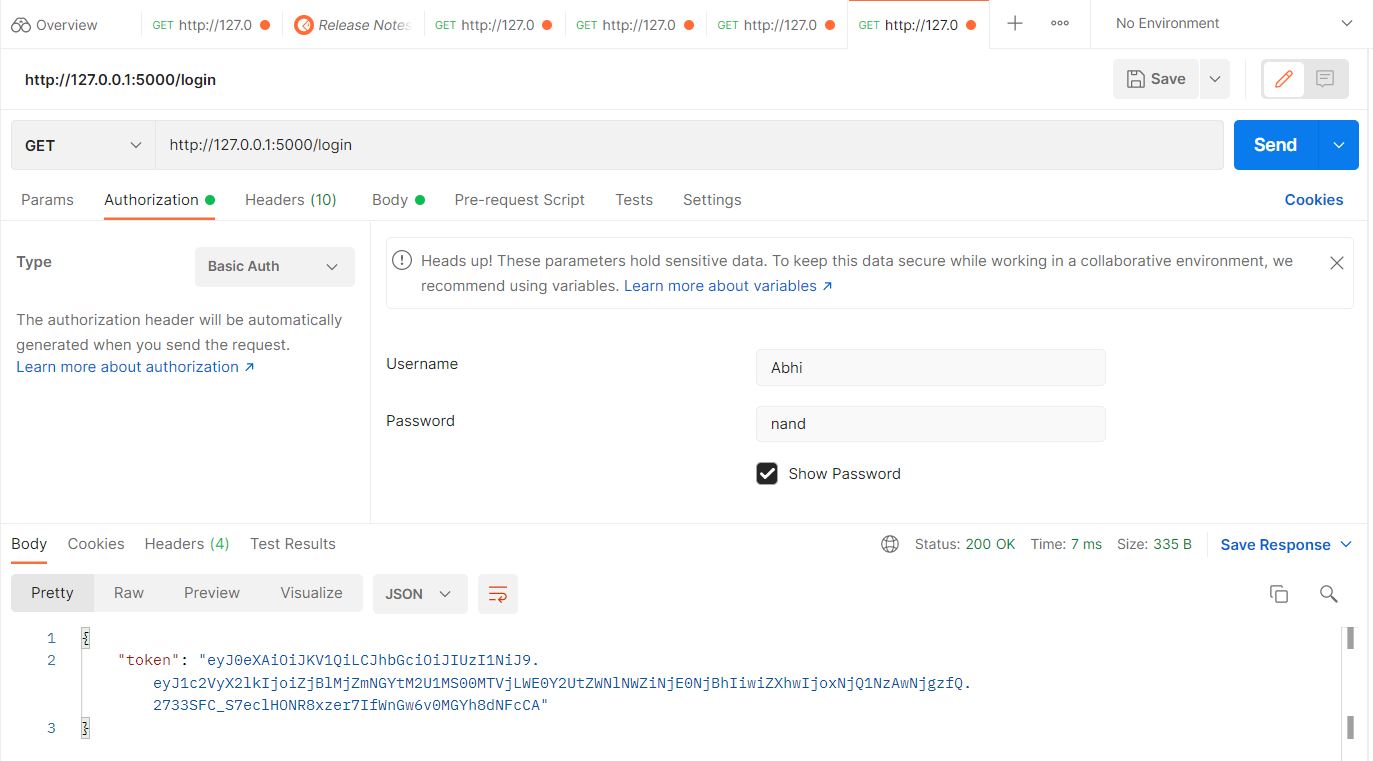 Overview GET http://127.0 Release Notes GET http://127.0 GET http://127.0 GET http://127.0 GET http://127.0 No Environment
http://127.0.0.1:5000/login Save
GET http://127.0.0.1:5000/login Send
Params Authorization Headers (10) Body Pre-request Script Tests Settings Cookies
Type Basic Auth
The authorization header will be automatically
generated when you send the request.
Learn more about authorization ↗
Heads up! These parameters hold sensitive data. To keep this data secure while working in a collaborative environment, we
recommend using variables. Learn more about variables ↗
Username Abhi
Password nand
Show Password
Body Cookies Headers (4) Test Results Status: 200 OK Time: 7 ms Size: 335 B Save Response
Pretty Raw Preview Visualize JSON
1 {
2 "token": "eyJ0eXAiOiJKV1QiLCJhbGciOiJIUzI1NiJ9.
eyJ1c2VyX2lkIjoiZjBlMjZmNGYtM2U1MS00MTVjLWE0Y2UtZWNlNWZiNjE0NjBhIiwiZXhwIjoxNjQ1NzAwNjgzfQ.
2733SFC_S7eclHONR8xzer7IfWnGw6v0MGYh8dNFcCA"
3 }